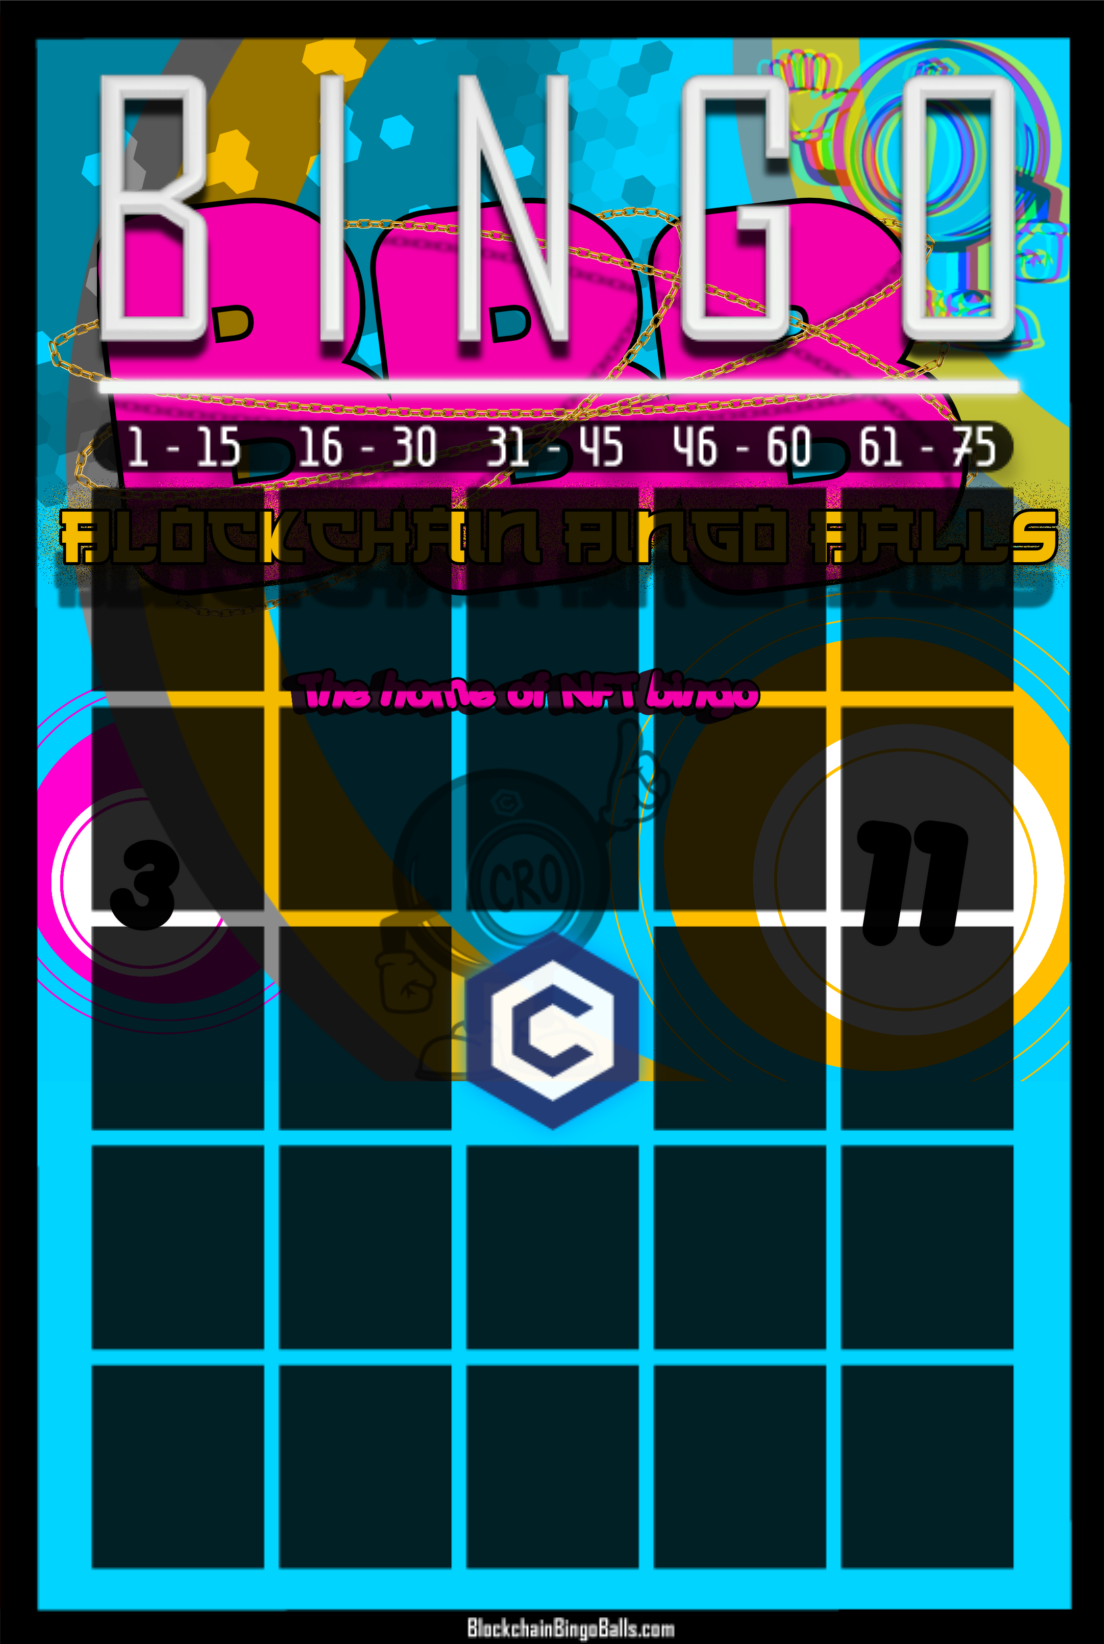 BINGO
BBB
1 - 15 16 - 30 31 - 45 46 - 60 61 - 75
BLOCKCHAIN BINGO BALLS
The home of NFT bingo
3
CRO
11
BlockchainBingoBalls.com